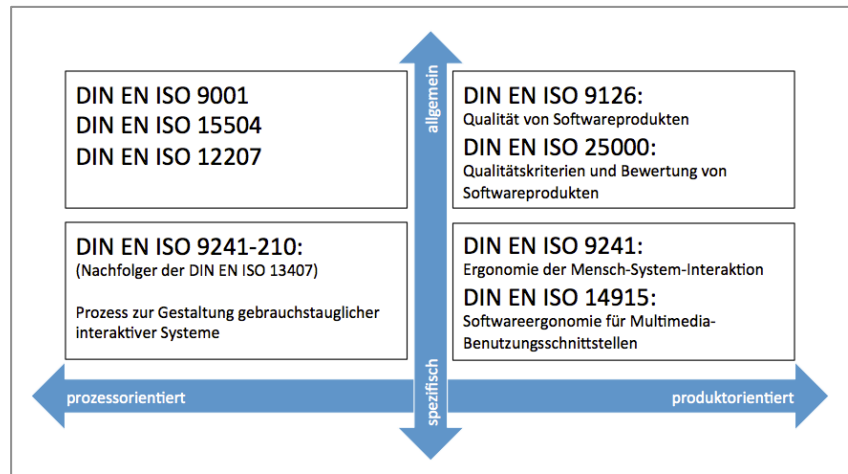 allgemein
DIN EN ISO 9001
DIN EN ISO 15504
DIN EN ISO 12207
DIN EN ISO 9126:
Qualität von Softwareprodukten
DIN EN ISO 25000:
Qualitätskriterien und Bewertung von
Softwareprodukten
DIN EN ISO 9241-210:
(Nachfolger der DIN EN ISO 13407)
Prozess zur Gestaltung gebrauchstauglicher
interaktiver Systeme
DIN EN ISO 9241:
Ergonomie der Mensch-System-Interaktion
DIN EN ISO 14915:
Softwareergonomie für Multimedia-
Benutzungsschnittstellen
prozessorientiert
spezifisch
produktorientiert